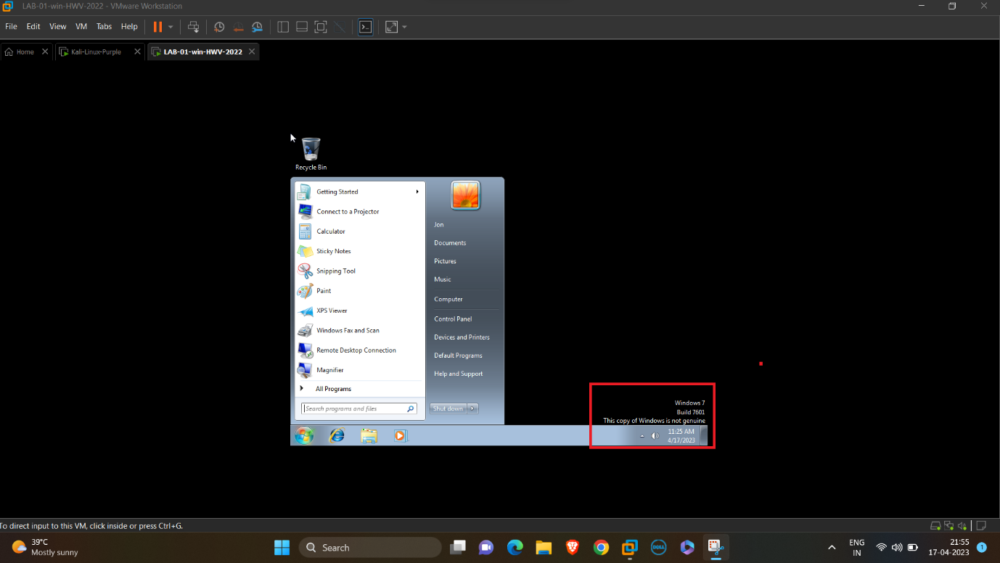 LAB-01-win-HWV-2022 - VMware Workstation
File Edit View VM Tabs Help
Home Kali-Linux-Purple LAB-01-win-HWV-2022
Recycle Bin
Getting Started
Connect to a Projector
Calculator
Sticky Notes
Snipping Tool
Paint
XPS Viewer
Windows Fax and Scan
Remote Desktop Connection
Magnifier
All Programs
Search programs and files
Jon
Documents
Pictures
Music
Computer
Control Panel
Devices and Printers
Default Programs
Help and Support
Shut down
Windows 7
Build 7601
This copy of Windows is not genuine
11:25 AM
4/17/2023
To direct input to this VM, click inside or press Ctrl+G.
39°C
Mostly sunny
Search
DELL
ENG
IN
21:55
17-04-2023
1